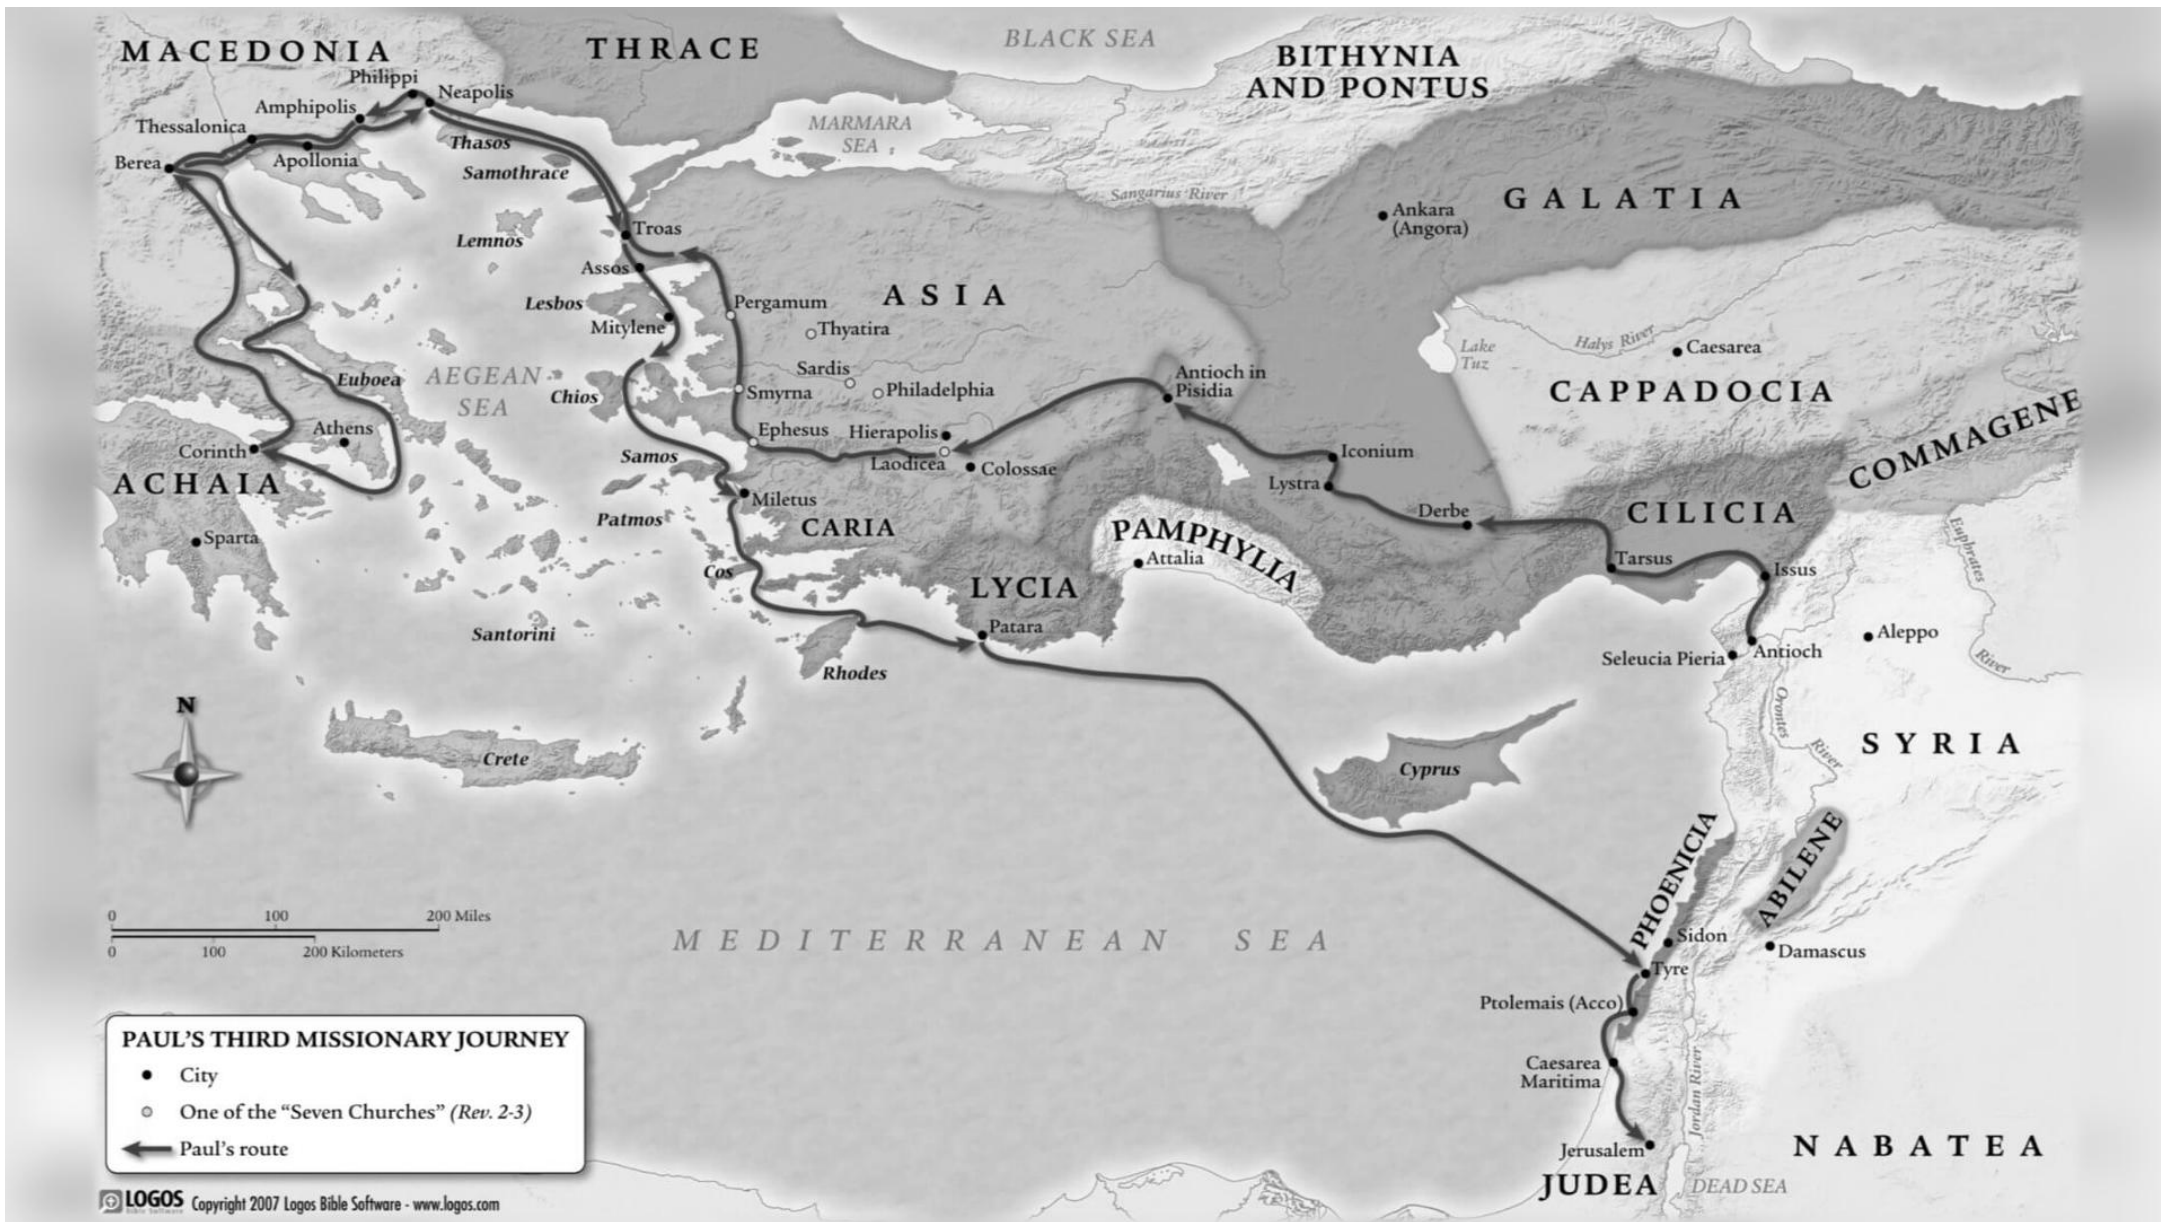 MACEDONIA
THRACE
BLACK SEA
BITHYNIA
AND PONTUS
Philippi
Neapolis
Amphipolis
Thessalonica
Apollonia
Berea
Thasos
Samothrace
MARMARA
SEA
Sangarius River
GALATIA
Ankara
(Angora)
Lemnos
Troas
Assos
Lesbos
Mitylene
Pergamum
ASIA
Thyatira
Lake
Tuz
Halys River
Caesarea
CAPPADOCIA
COMMAGENE
AEGEAN
SEA
Euboea
Chios
Sardis
Smyrna
Philadelphia
Antioch in
Pisidia
Athens
Corinth
ACHAIA
Sparta
Ephesus
Hierapolis
Laodicea
Colossae
Samos
Miletus
Patmos
CARIA
Iconium
Lystra
Derbe
CILICIA
Tarsus
Issus
Euphrates
River
PAMPHYLIA
Attalia
LYCIA
Cos
Patara
Santorini
Rhodes
Seleucia Pieria
Antioch
Aleppo
Orontes
River
SYRIA
N
Crete
Cyprus
PHOENICIA
ABILENE
0 100 200 Miles
0 100 200 Kilometers
MEDITERRANEAN SEA
Sidon
Damascus
Tyre
Ptolemais (Acco)
Caesarea
Maritima
Jordan River
Jerusalem
JUDEA
DEAD SEA
NABATEA
PAUL'S THIRD MISSIONARY JOURNEY
City
One of the “Seven Churches” (Rev. 2-3)
Paul's route
LOGOS
Bible Software
Copyright 2007 Logos Bible Software - www.logos.com